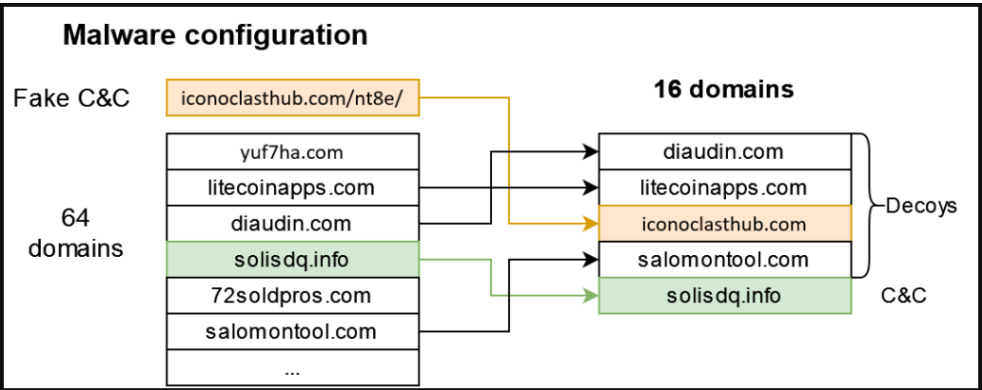 Malware configuration
Fake C&C
iconoclasthub.com/nt8e/
64
domains
yuf7ha.com
litecoinapps.com
diaudin.com
solisdq.info
72soldpros.com
salomontool.com
...
16 domains
diaudin.com
litecoinapps.com
iconoclasthub.com
salomontool.com
solisdq.info
Decoys
C&C